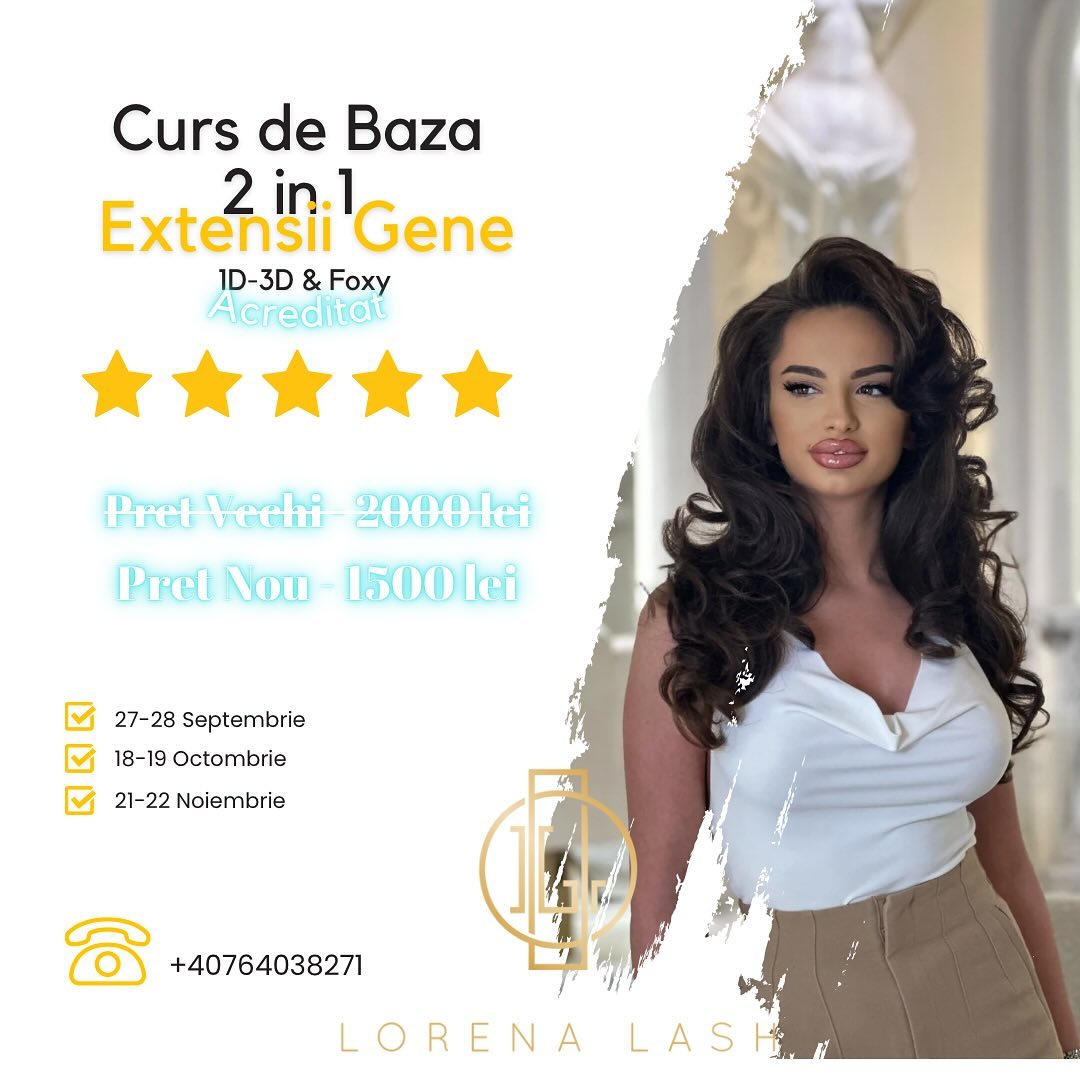 Curs de Baza
2 in 1
Extensii Gene
1D-3D & Foxy
Acreditat
Pret Vechi - 2000 lei
Pret Nou - 1500 lei
27-28 Septembrie
18-19 Octombrie
21-22 Noiembrie
+40764038271
LORENA LASH